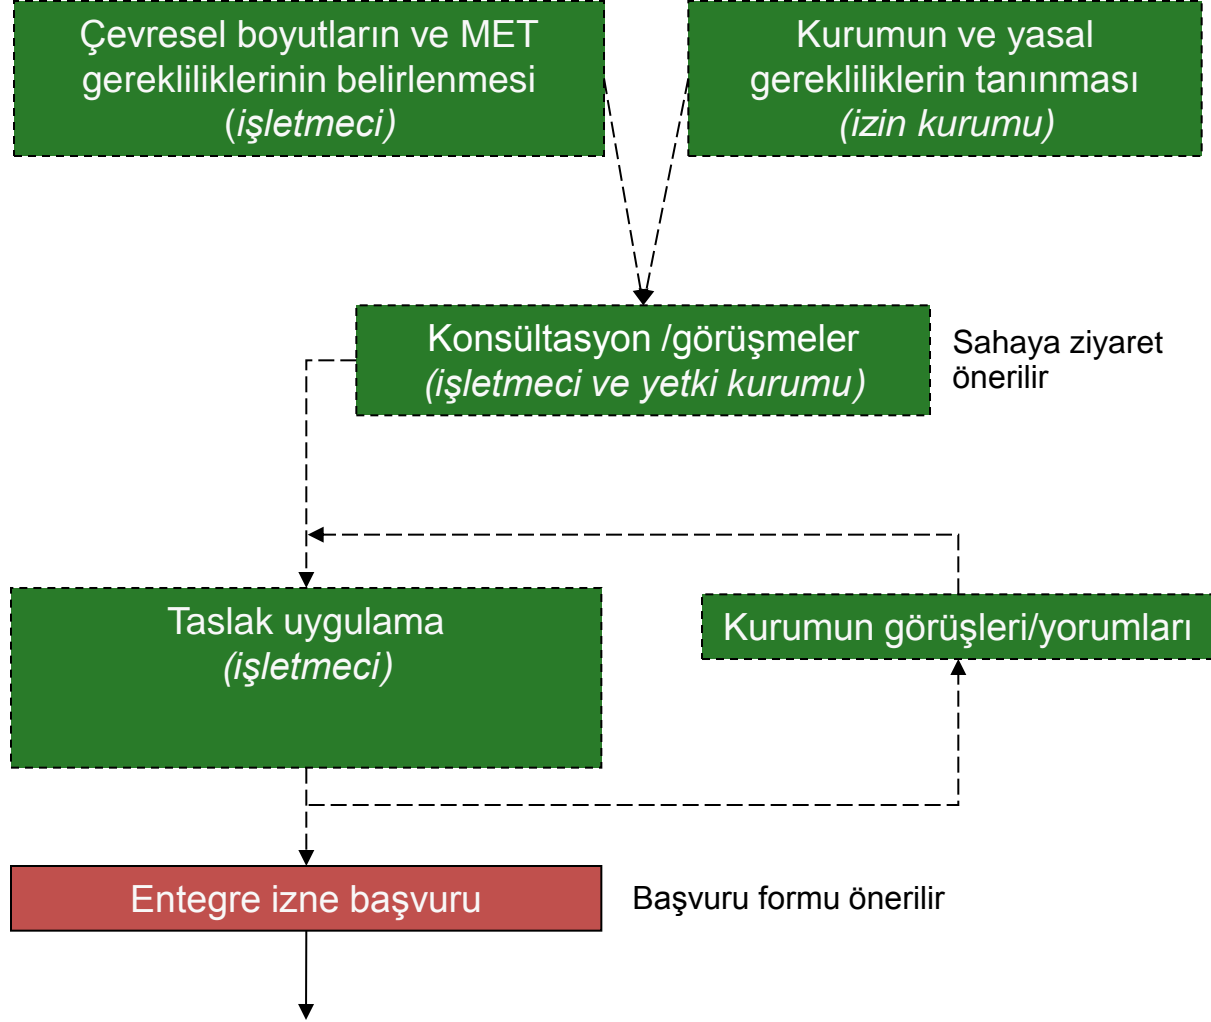 Çevresel boyutların ve MET
gerekliliklerinin belirlenmesi
(işletmeci)
Kurumun ve yasal
gerekliliklerin tanınması
(izin kurumu)
Konsültasyon /görüşmeler
(işletmeci ve yetki kurumu)
Sahaya ziyaret
önerilir
Taslak uygulama
(işletmeci)
Kurumun görüşleri/yorumları
Entegre izne başvuru
Başvuru formu önerilir